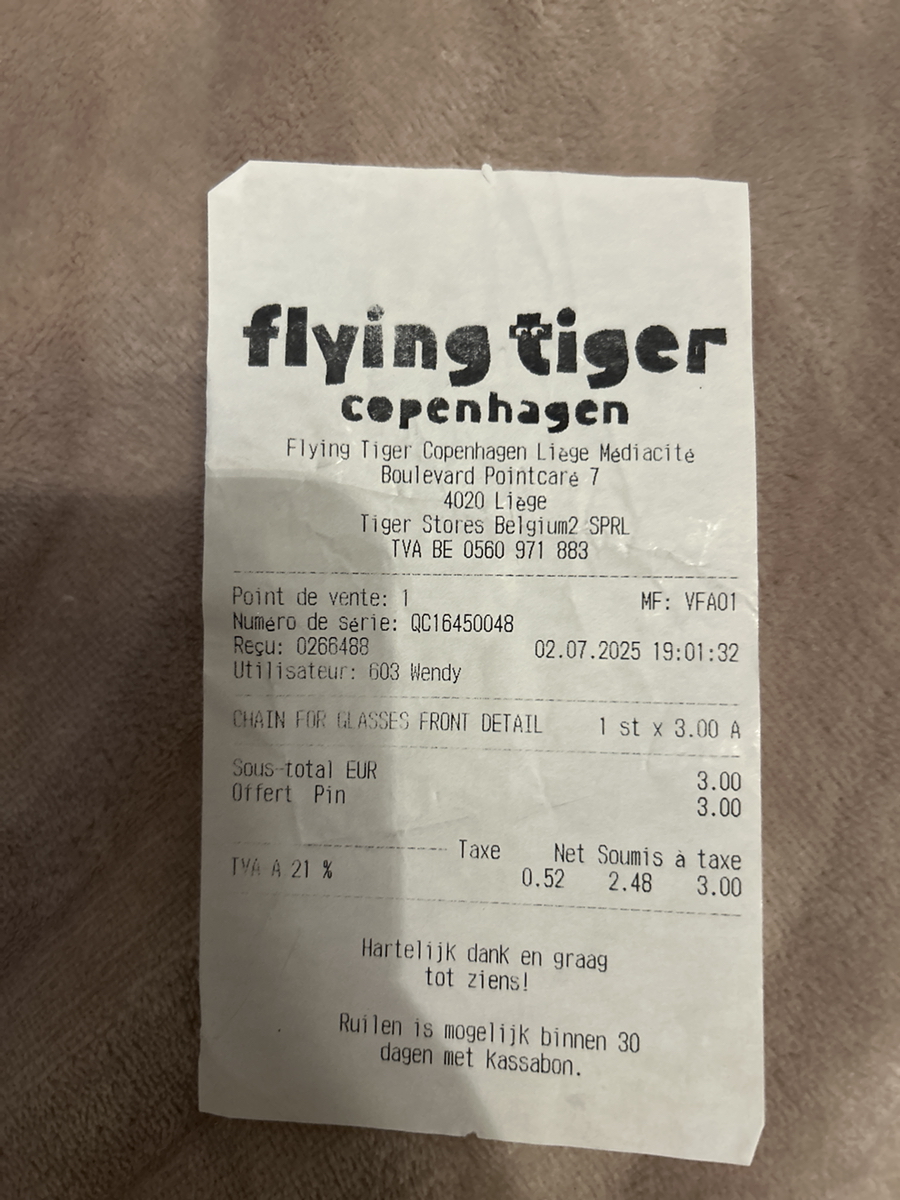 flying tiger
copenhagen
Flying Tiger Copenhagen Liège Médiacité
Boulevard Pointcaré 7
4020 Liège
Tiger Stores Belgium2 SPRL
TVA BE 0560 971 883
Point de vente: 1 MF: VFA01
Numéro de série: QC16450048
Reçu: 0266488 02.07.2025 19:01:32
Utilisateur: 603 Wendy
CHAIN FOR GLASSES FRONT DETAIL 1 st x 3.00 A
Sous-total EUR 3.00
Offert Pin 3.00
Taxe Net Soumis à taxe
TVA A 21 % 0.52 2.48 3.00
Hartelijk dank en graag
tot ziens!
Ruilen is mogelijk binnen 30
dagen met Kassabon.